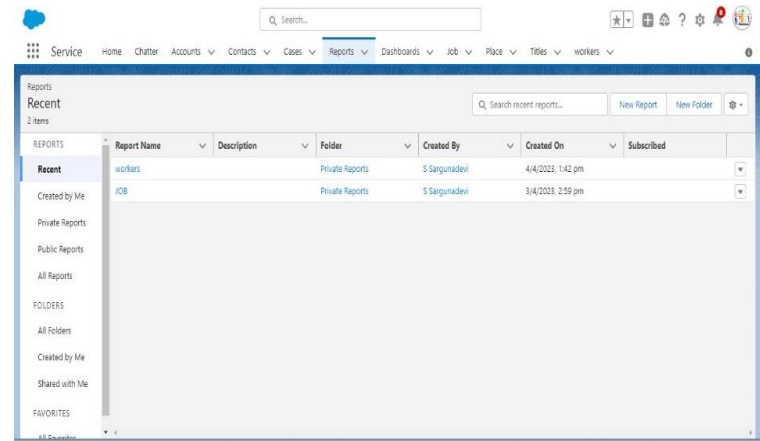 Search...
Service Home Chatter Accounts Contacts Cases Reports Dashboards Job Place Titles workers
Reports
Recent
2 items
Search recent reports...
New Report New Folder
REPORTS
Recent
Created by Me
Private Reports
Public Reports
All Reports
FOLDERS
All Folders
Created by Me
Shared with Me
FAVORITES
All Favorites
Report Name Description Folder Created By Created On Subscribed
workers Private Reports S Sargunadevi 4/4/2023, 1:42 pm
JOB Private Reports S Sargunadevi 3/4/2023, 2:59 pm